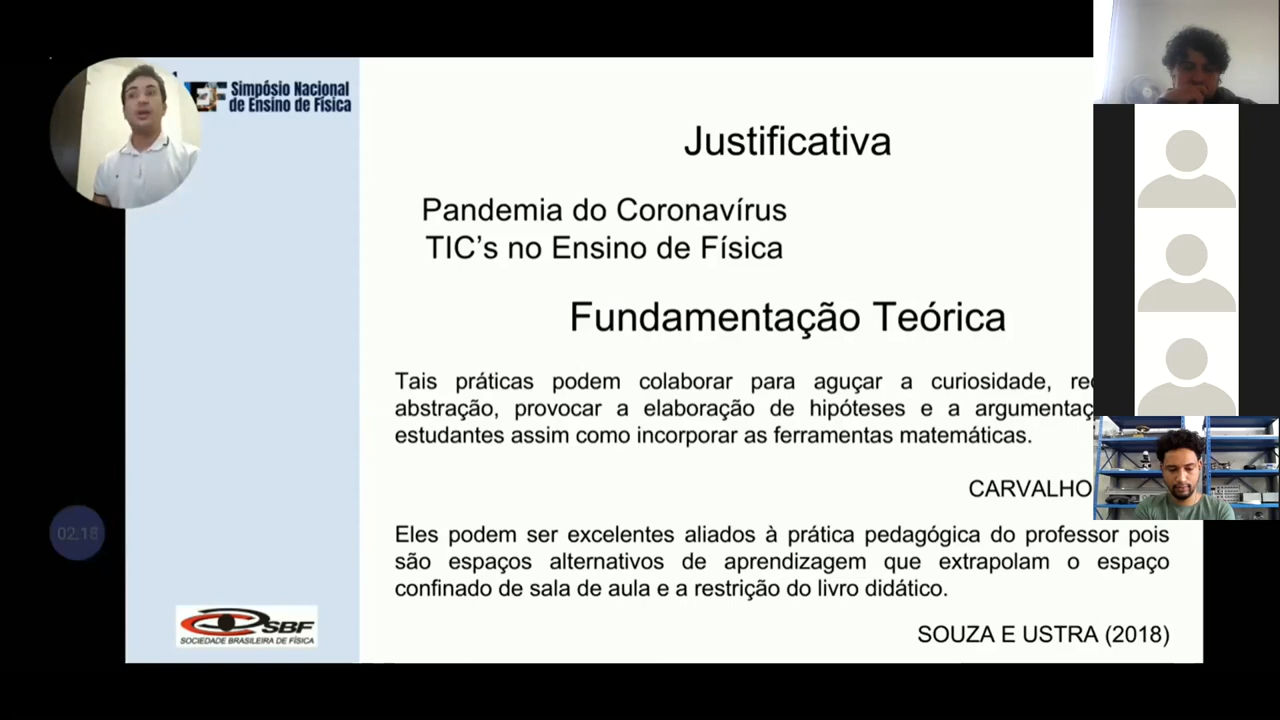 Simpósio Nacional
de Ensino de Física
Justificativa
Pandemia do Coronavírus
TIC’s no Ensino de Física
Fundamentação Teórica
Tais práticas podem colaborar para aguçar a curiosidade,
abstração, provocar a elaboração de hipóteses e a
estudantes assim como incorporar as ferramentas matemáticas.
CARVALHO
Eles podem ser excelentes aliados à prática pedagógica do professor pois
são espaços alternativos de aprendizagem que extrapolam o espaço
confinado de sala de aula e a restrição do livro didático.
SOUZA E USTRA (2018)
02:18
SBF
SOCIEDADE BRASILEIRA DE FÍSICA